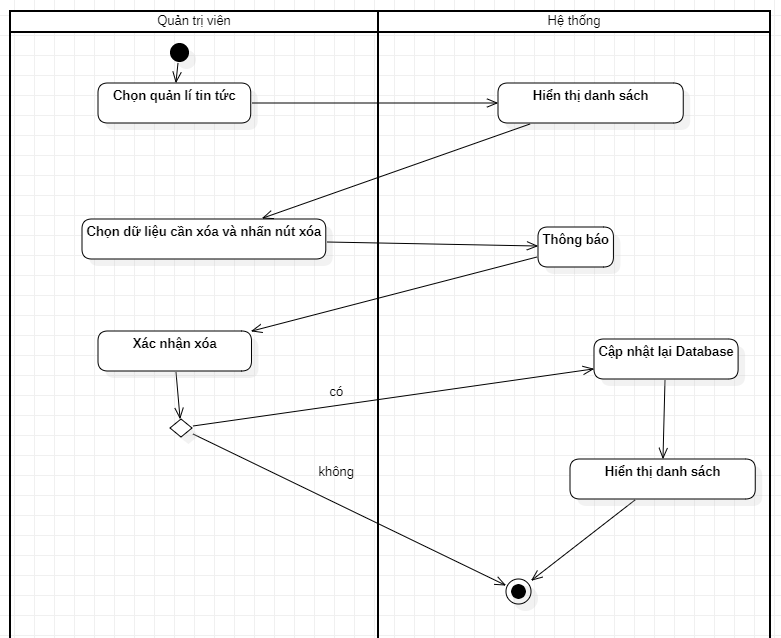 Quản trị viên
Hệ thống
Chọn quản lí tin tức
Hiển thị danh sách
Chọn dữ liệu cần xóa và nhấn nút xóa
Thông báo
Xác nhận xóa
Cập nhật lại Database
có
Hiển thị danh sách
không